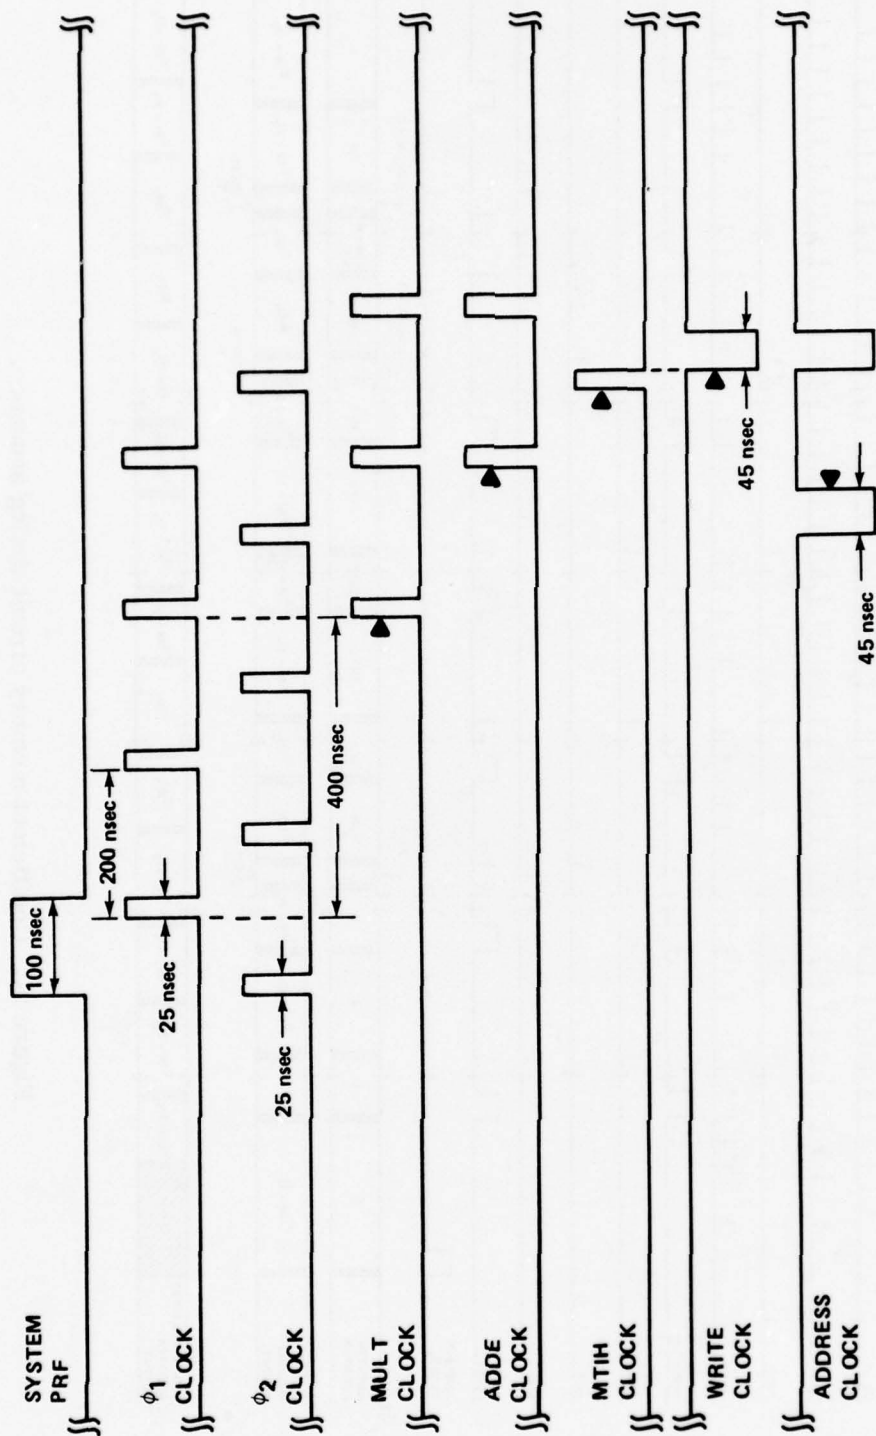 SYSTEM
PRF
100 nsec
ϕ1
CLOCK
200 nsec
25 nsec
ϕ2
CLOCK
25 nsec
400 nsec
MULT
CLOCK
ADDE
CLOCK
MTIH
CLOCK
WRITE
CLOCK
45 nsec
ADDRESS
CLOCK
45 nsec